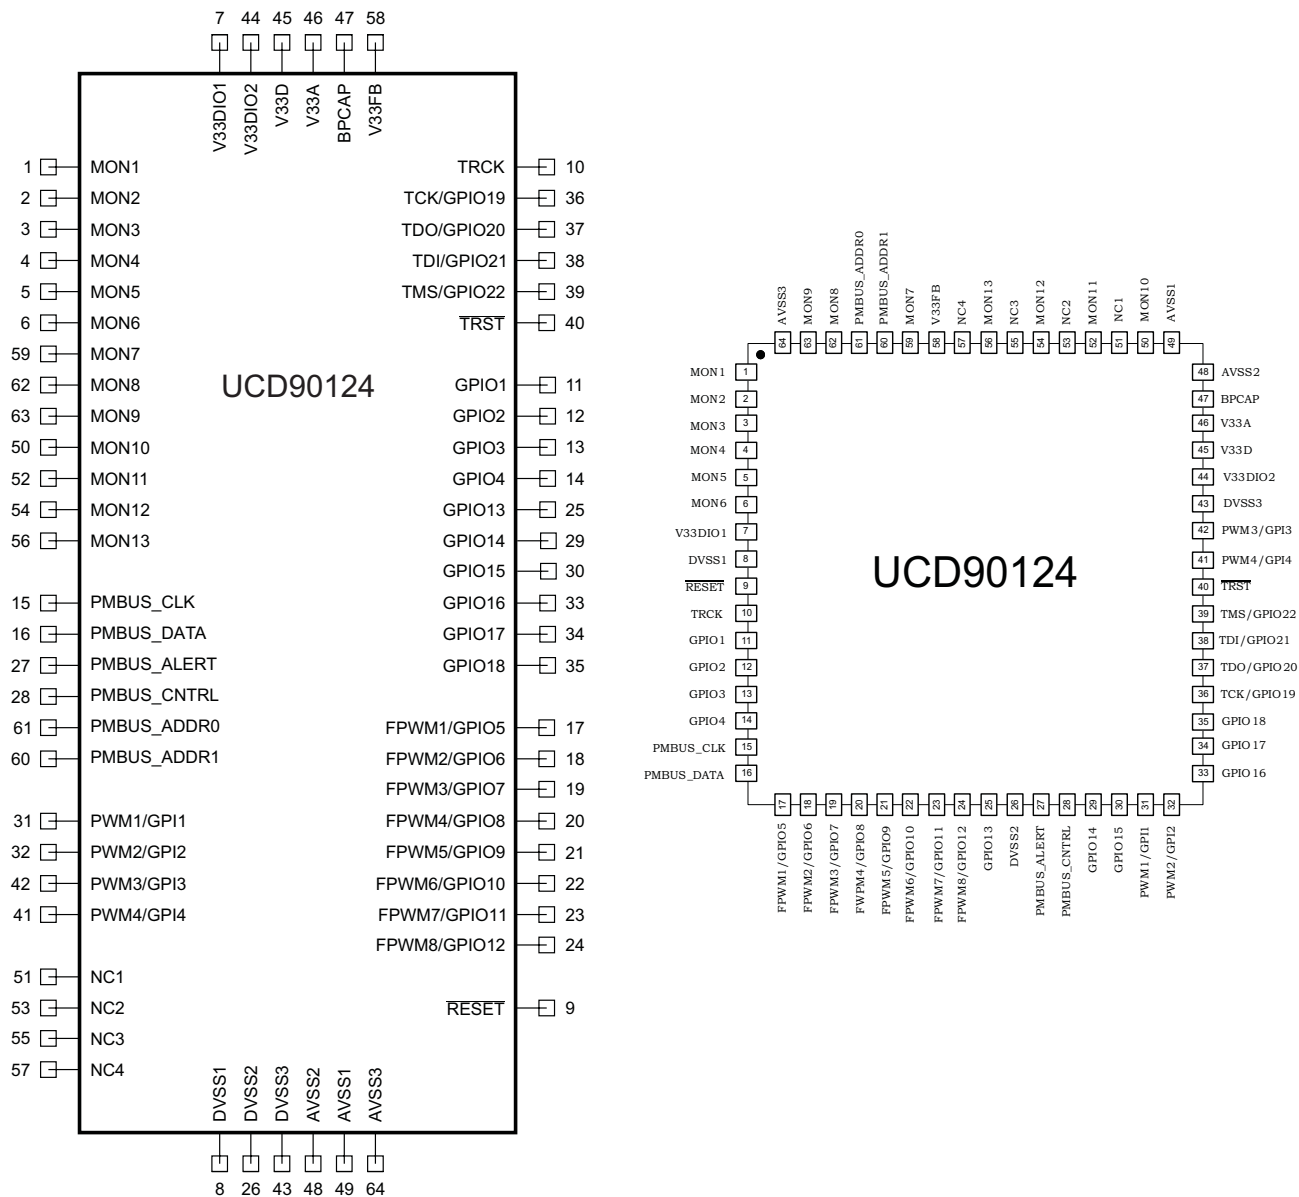 7 44 45 46 47 58
V33DIO1
V33DIO2
V33D
V33A
BPCAP
V33FB
1 MON1
2 MON2
3 MON3
4 MON4
5 MON5
6 MON6
59 MON7
62 MON8
63 MON9
50 MON10
52 MON11
54 MON12
56 MON13
15 PMBUS_CLK
16 PMBUS_DATA
27 PMBUS_ALERT
28 PMBUS_CNTRL
61 PMBUS_ADDR0
60 PMBUS_ADDR1
31 PWM1/GPI1
32 PWM2/GPI2
42 PWM3/GPI3
41 PWM4/GPI4
51 NC1
53 NC2
55 NC3
57 NC4
UCD90124
TRCK 10
TCK/GPIO19 36
TDO/GPIO20 37
TDI/GPIO21 38
TMS/GPIO22 39
TRST 40
GPIO1 11
GPIO2 12
GPIO3 13
GPIO4 14
GPIO13 25
GPIO14 29
GPIO15 30
GPIO16 33
GPIO17 34
GPIO18 35
FPWM1/GPIO5 17
FPWM2/GPIO6 18
FPWM3/GPIO7 19
FPWM4/GPIO8 20
FPWM5/GPIO9 21
FPWM6/GPIO10 22
FPWM7/GPIO11 23
FPWM8/GPIO12 24
RESET 9
DVSS1
DVSS2
DVSS3
AVSS2
AVSS1
AVSS3
8 26 43 48 49 64
AVSS3
MON9
MON8
PMBUS_ADDR0
PMBUS_ADDR1
MON7
V33FB
NC4
MON13
NC3
MON12
NC2
MON11
NC1
MON10
AVSS1
64 63 62 61 60 59 58 57 56 55 54 53 52 51 50 49
MON1 1
MON2 2
MON3 3
MON4 4
MON5 5
MON6 6
V33DIO1 7
DVSS1 8
RESET 9
TRCK 10
GPIO1 11
GPIO2 12
GPIO3 13
GPIO4 14
PMBUS_CLK 15
PMBUS_DATA 16
UCD90124
48 AVSS2
47 BPCAP
46 V33A
45 V33D
44 V33DIO2
43 DVSS3
42 PWM3/GPI3
41 PWM4/GPI4
40 TRST
39 TMS/GPIO22
38 TDI/GPIO21
37 TDO/GPIO20
36 TCK/GPIO19
35 GPIO18
34 GPIO17
33 GPIO16
17 18 19 20 21 22 23 24 25 26 27 28 29 30 31 32
FPWM1/GPIO5
FPWM2/GPIO6
FPWM3/GPIO7
FWPM4/GPIO8
FPWM5/GPIO9
FPWM6/GPIO10
FPWM7/GPIO11
FPWM8/GPIO12
GPIO13
DVSS2
PMBUS_ALERT
PMBUS_CNTRL
GPIO14
GPIO15
PWM1/GPI1
PWM2/GPI2